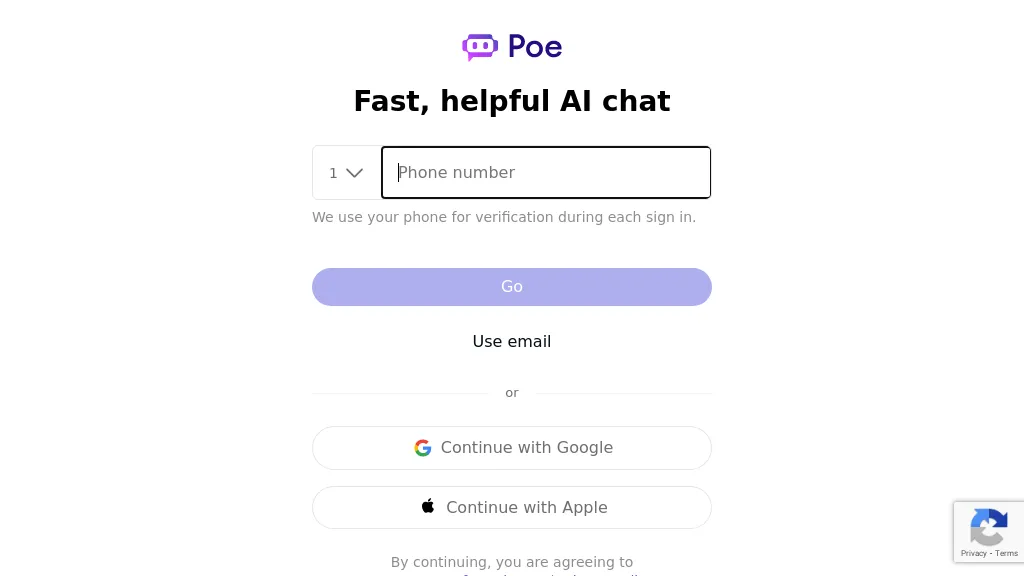 Poe
Fast, helpful AI chat
1
Phone number
We use your phone for verification during each sign in.
Go
Use email
or
Continue with Google
Continue with Apple
By continuing, you are agreeing to
Privacy - Terms